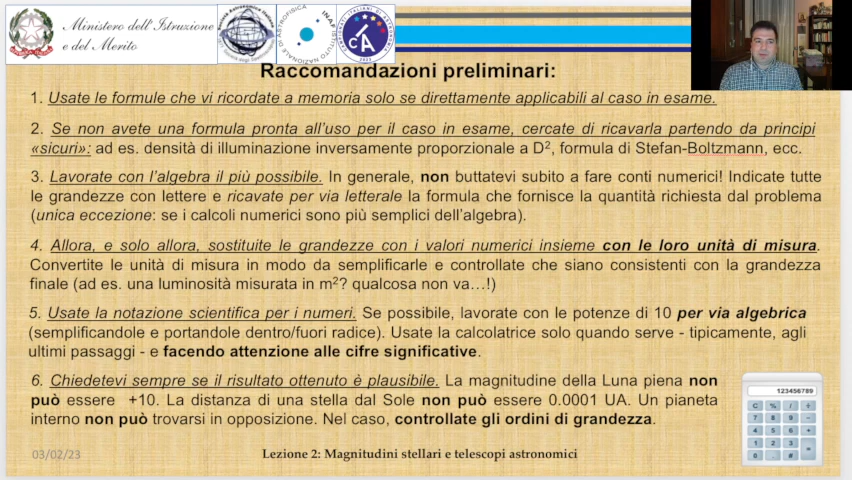 Ministero dell'Istruzione
e del Merito
INAF
ISTITUTO NAZIONALE DI ASTROFISICA
CAMPIONATI ITALIANI DI ASTRONOMIA
Raccomandazioni preliminari:
1. Usate le formule che vi ricordate a memoria solo se direttamente applicabili al caso in esame.
2. Se non avete una formula pronta all'uso per il caso in esame, cercate di ricavarla partendo da principi
«sicuri»: ad es. densità di illuminazione inversamente proporzionale a D², formula di Stefan-Boltzmann, ecc.
3. Lavorate con l'algebra il più possibile. In generale, non buttatevi subito a fare conti numerici! Indicate tutte
le grandezze con lettere e ricavate per via letterale la formula che fornisce la quantità richiesta dal problema
(unica eccezione: se i calcoli numerici sono più semplici dell'algebra).
4. Allora, e solo allora, sostituite le grandezze con i valori numerici insieme con le loro unità di misura.
Convertite le unità di misura in modo da semplificarle e controllate che siano consistenti con la grandezza
finale (ad es. una luminosità misurata in m²? qualcosa non va…!)
5. Usate la notazione scientifica per i numeri. Se possibile, lavorate con le potenze di 10 per via algebrica
(semplificandole e portandole dentro/fuori radice). Usate la calcolatrice solo quando serve - tipicamente, agli
ultimi passaggi - e facendo attenzione alle cifre significative.
6. Chiedetevi sempre se il risultato ottenuto è plausibile. La magnitudine della Luna piena non
può essere +10. La distanza di una stella dal Sole non può essere 0.0001 UA. Un pianeta
interno non può trovarsi in opposizione. Nel caso, controllate gli ordini di grandezza.
123456789
03/02/23
Lezione 2: Magnitudini stellari e telescopi astronomici